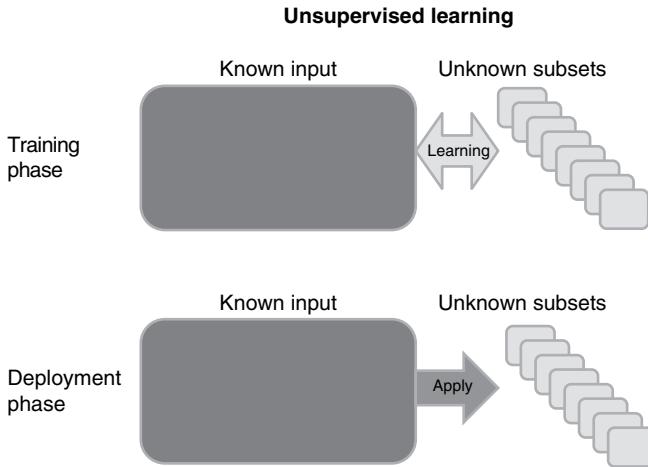 Unsupervised learning
Known input
Unknown subsets
Training
phase
Learning
Known input
Unknown subsets
Deployment
phase
Apply